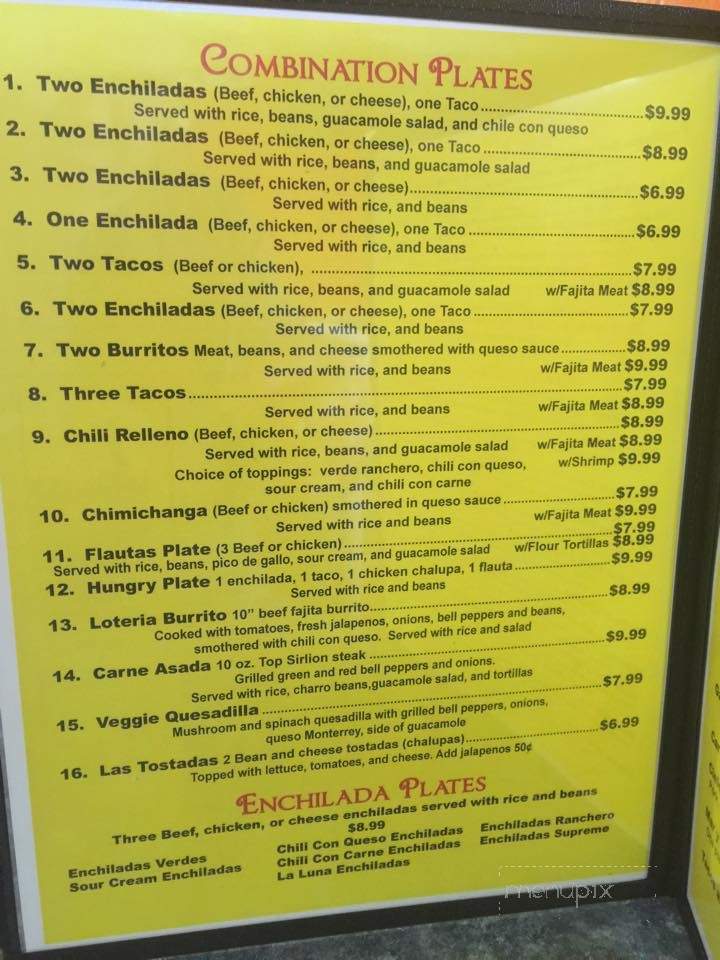 COMBINATION PLATES
1. Two Enchiladas (Beef, chicken, or cheese), one Taco..............................$9.99
Served with rice, beans, guacamole salad, and chile con queso
2. Two Enchiladas (Beef, chicken, or cheese), one Taco..............................$8.99
Served with rice, beans, and guacamole salad
3. Two Enchiladas (Beef, chicken, or cheese)..............................$6.99
Served with rice, and beans
4. One Enchilada (Beef, chicken, or cheese), one Taco..............................$6.99
Served with rice, and beans
5. Two Tacos (Beef or chicken), ..............................$7.99
Served with rice, beans, and guacamole salad w/Fajita Meat $8.99
6. Two Enchiladas (Beef, chicken, or cheese), one Taco..............................$7.99
Served with rice, and beans
7. Two Burritos Meat, beans, and cheese smothered with queso sauce................$8.99
Served with rice, and beans w/Fajita Meat $9.99
8. Three Tacos..............................$7.99
Served with rice, and beans w/Fajita Meat $8.99
9. Chili Relleno (Beef, chicken, or cheese)..............................$8.99
Served with rice, beans, and guacamole salad w/Fajita Meat $8.99
Choice of toppings: verde ranchero, chili con queso, w/Shrimp $9.99
sour cream, and chili con carne
10. Chimichanga (Beef or chicken) smothered in queso sauce......................$7.99
Served with rice and beans w/Fajita Meat $9.99
11. Flautas Plate (3 Beef or chicken)..............................$7.99
Served with rice, beans, pico de gallo, sour cream, and guacamole salad w/Flour Tortillas $8.99
12. Hungry Plate 1 enchilada, 1 taco, 1 chicken chalupa, 1 flauta....................$9.99
Served with rice and beans
13. Loteria Burrito 10" beef fajita burrito..............................$8.99
Cooked with tomatoes, fresh jalapenos, onions, bell peppers and beans,
smothered with chili con queso. Served with rice and salad
14. Carne Asada 10 oz. Top Sirlion steak..............................$9.99
Grilled green and red bell peppers and onions.
Served with rice, charro beans,guacamole salad, and tortillas
15. Veggie Quesadilla..............................$7.99
Mushroom and spinach quesadilla with grilled bell peppers, onions,
queso Monterrey, side of guacamole
16. Las Tostadas 2 Bean and cheese tostadas (chalupas)..............................$6.99
Topped with lettuce, tomatoes, and cheese. Add jalapenos 50¢
ENCHILADA PLATES
Three Beef, chicken, or cheese enchiladas served with rice and beans
$8.99
Enchiladas Verdes Chili Con Queso Enchiladas Enchiladas Ranchero
Sour Cream Enchiladas Chili Con Carne Enchiladas Enchiladas Supreme
La Luna Enchiladas
menupix